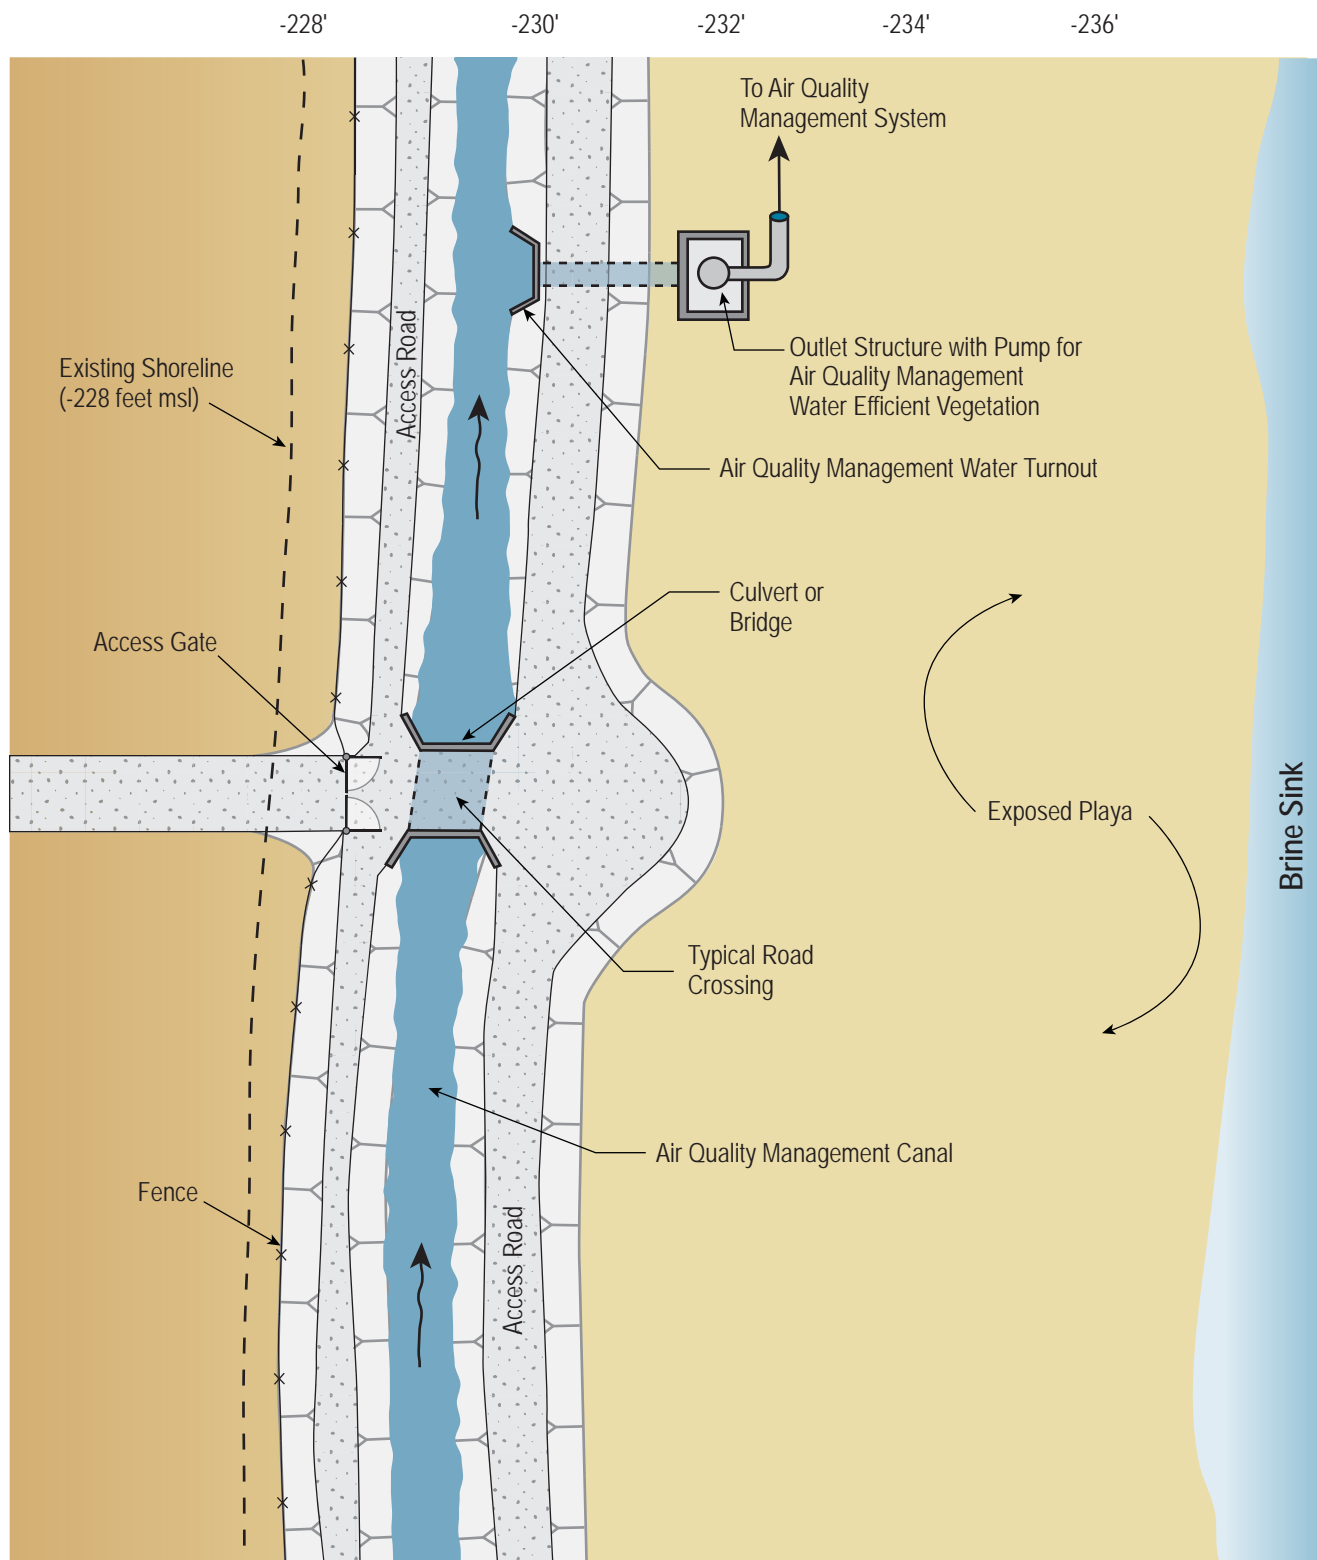 -228'
-230'
-232'
-234'
-236'
To Air Quality
Management System
Access Road
Existing Shoreline
(-228 feet msl)
Outlet Structure with Pump for
Air Quality Management
Water Efficient Vegetation
Air Quality Management Water Turnout
Culvert or
Bridge
Access Gate
Exposed Playa
Brine Sink
Typical Road
Crossing
Air Quality Management Canal
Fence
Access Road